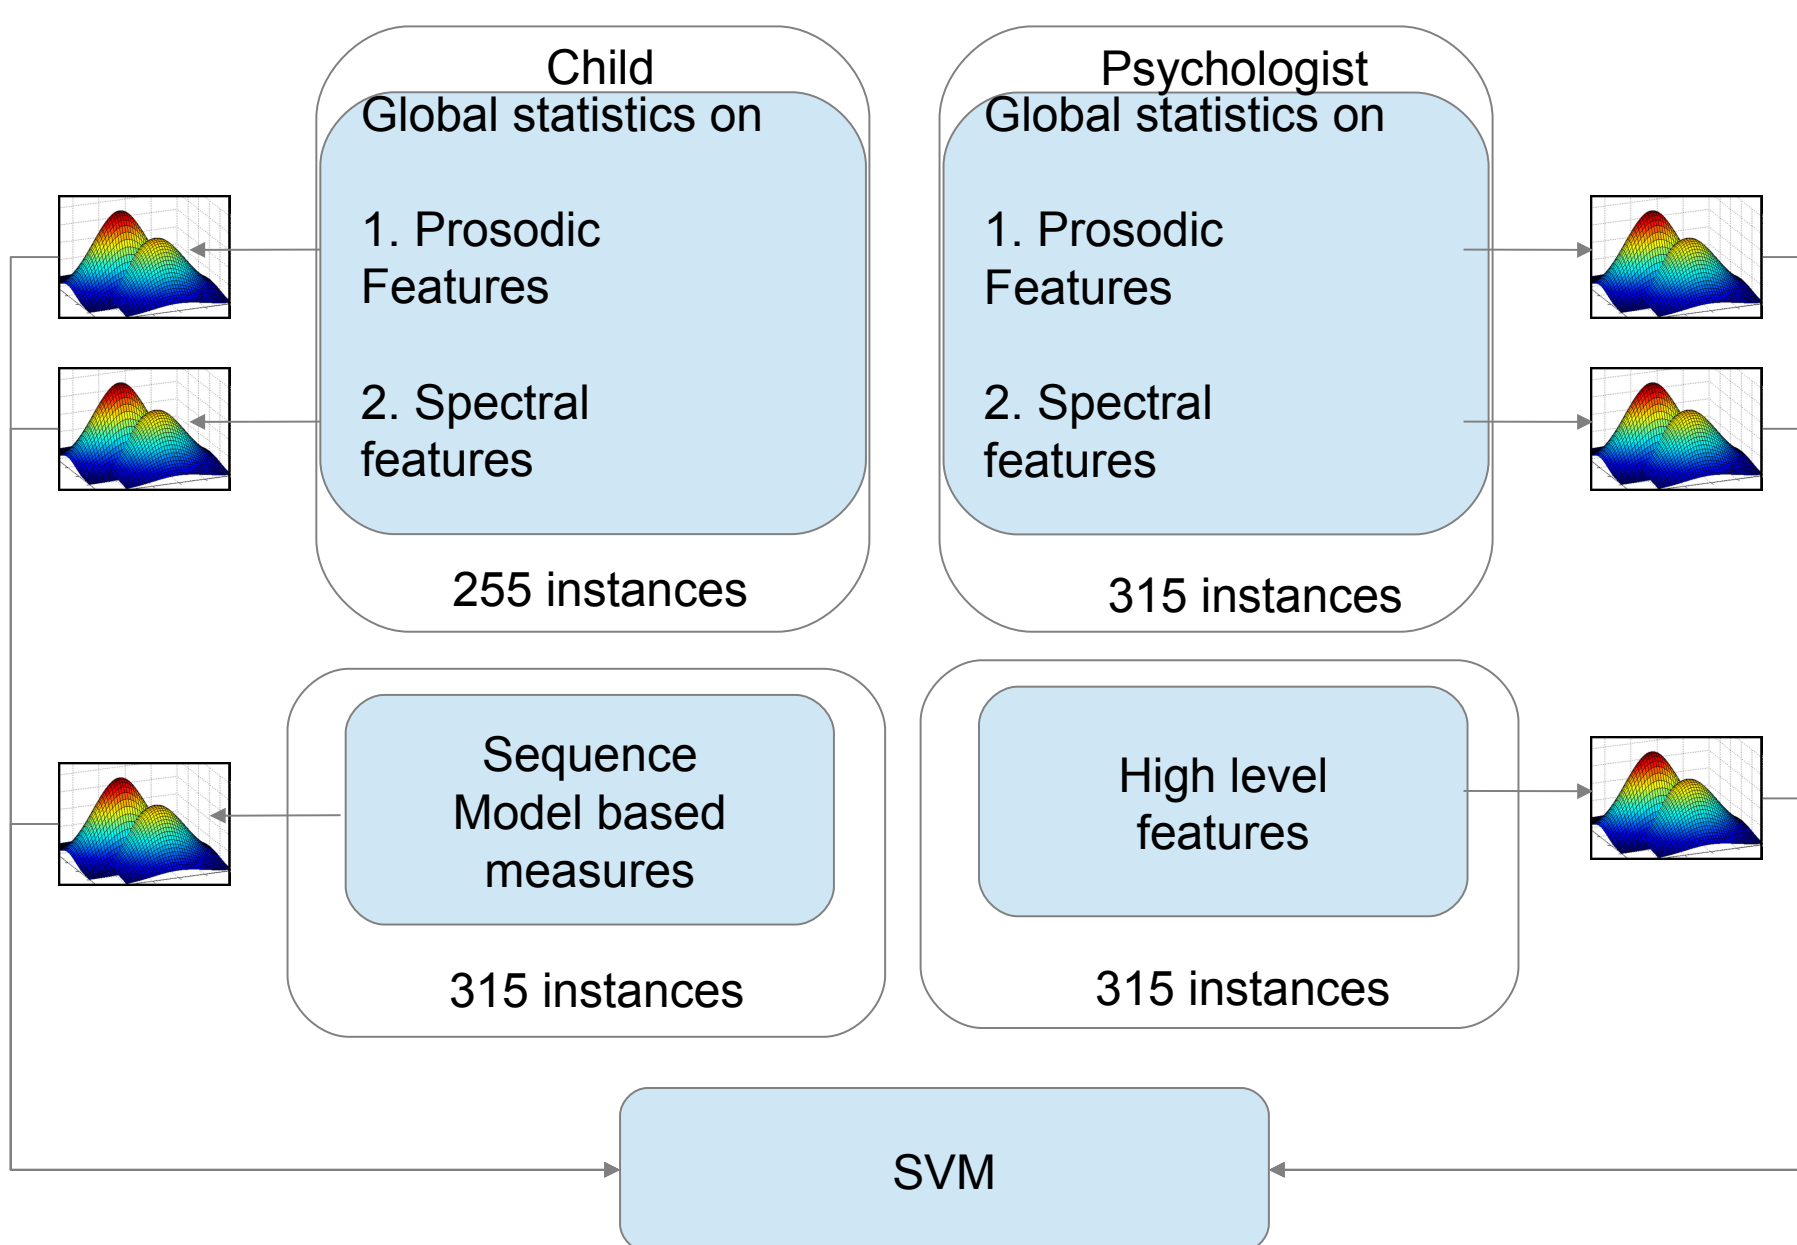 Child
Global statistics on
1. Prosodic
Features
2. Spectral
features
255 instances
Psychologist
Global statistics on
1. Prosodic
Features
2. Spectral
features
315 instances
Sequence
Model based
measures
315 instances
High level
features
315 instances
SVM